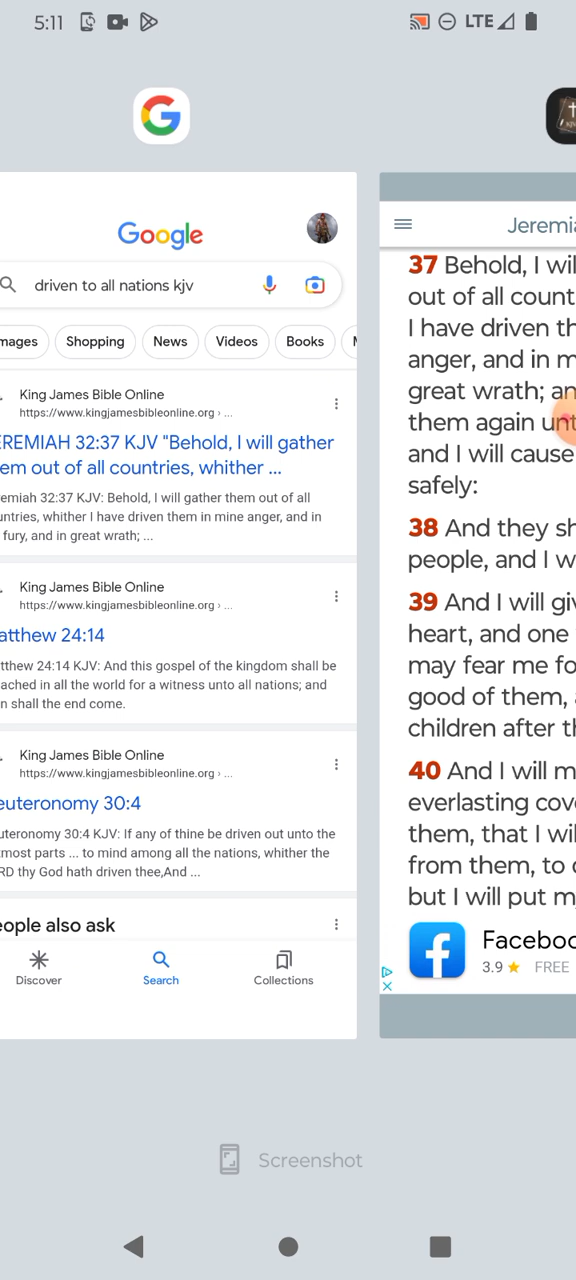 5:11
LTE
Google
driven to all nations kjv
mages
Shopping
News
Videos
Books
King James Bible Online
https://www.kingjamesbibleonline.org › ...
EREMIAH 32:37 KJV "Behold, I will gather
em out of all countries, whither ...
emiah 32:37 KJV: Behold, I will gather them out of all
untries, whither I have driven them in mine anger, and in
fury, and in great wrath; ...
King James Bible Online
https://www.kingjamesbibleonline.org › ...
atthew 24:14
tthew 24:14 KJV: And this gospel of the kingdom shall be
ached in all the world for a witness unto all nations; and
n shall the end come.
King James Bible Online
https://www.kingjamesbibleonline.org › ...
euteronomy 30:4
uteronomy 30:4 KJV: If any of thine be driven out unto the
tmost parts ... to mind among all the nations, whither the
RD thy God hath driven thee,And ...
eople also ask
Discover
Search
Collections
Jeremia
37 Behold, I wil
out of all count
I have driven th
anger, and in m
great wrath; an
them again unt
and I will cause
safely:
38 And they sh
people, and I w
39 And I will giv
heart, and one
may fear me fo
good of them,
children after th
40 And I will m
everlasting cov
them, that I wil
from them, to
but I will put m
Faceboo
3.9 ★ FREE
Screenshot